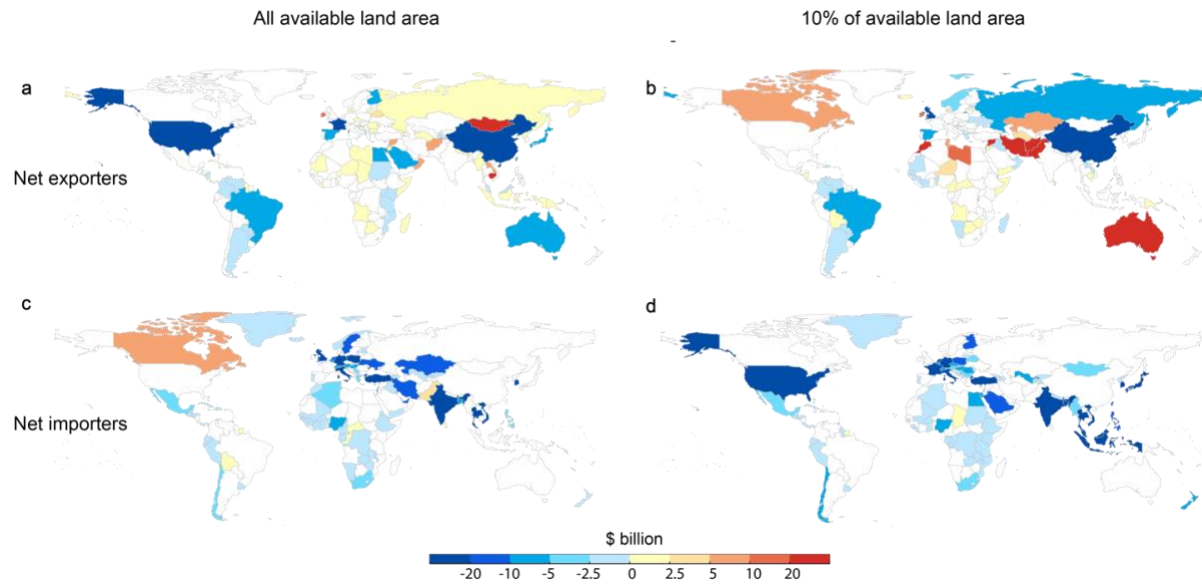 All available land area
10% of available land area
a
b
Net exporters
c
d
Net importers
$ billion
-20 -10 -5 -2.5 0 2.5 5 10 20